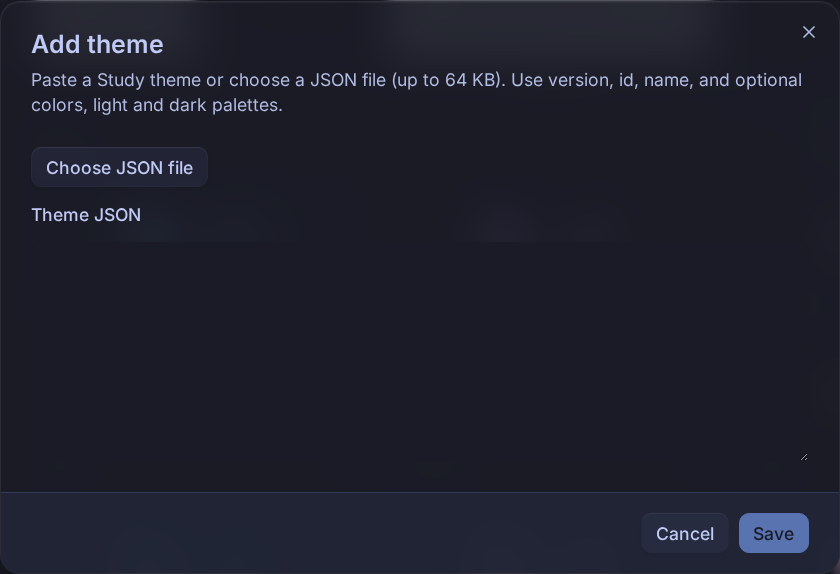 Add theme
Paste a Study theme or choose a JSON file (up to 64 KB). Use version, id, name, and optional
colors, light and dark palettes.
Choose JSON file
Theme JSON
Cancel
Save